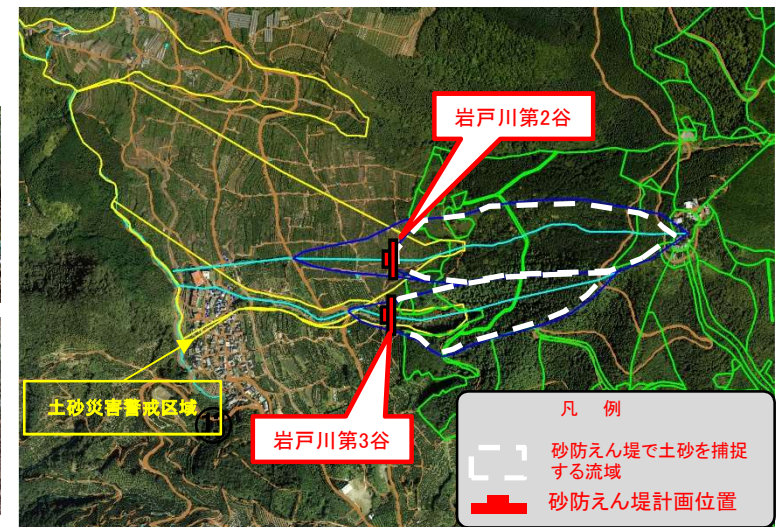 岩戸川第2谷
土砂災害警戒区域
岩戸川第3谷
凡 例
砂防えん堤で土砂を捕捉
する流域
砂防えん堤計画位置